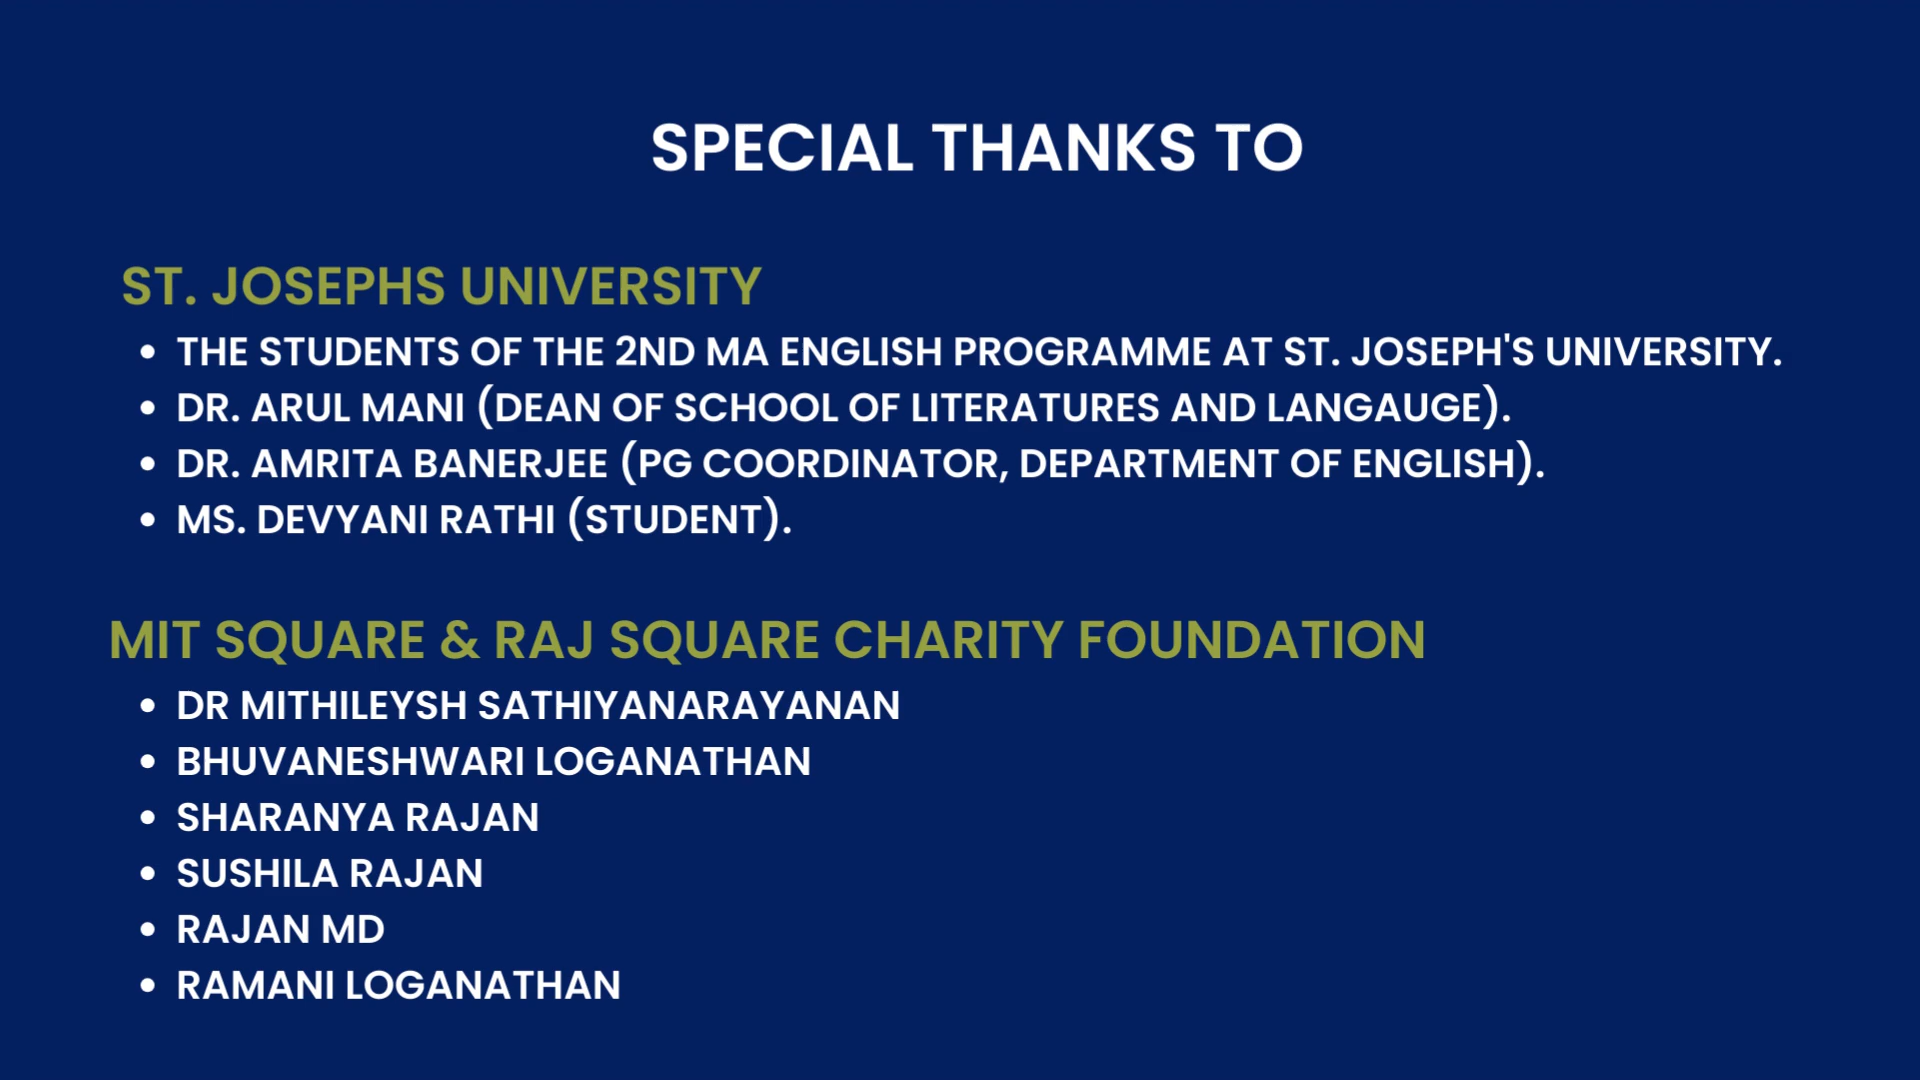 SPECIAL THANKS TO
ST. JOSEPHS UNIVERSITY
• THE STUDENTS OF THE 2ND MA ENGLISH PROGRAMME AT ST. JOSEPH'S UNIVERSITY.
• DR. ARUL MANI (DEAN OF SCHOOL OF LITERATURES AND LANGAUGE).
• DR. AMRITA BANERJEE (PG COORDINATOR, DEPARTMENT OF ENGLISH).
• MS. DEVYANI RATHI (STUDENT).
MIT SQUARE & RAJ SQUARE CHARITY FOUNDATION
• DR MITHILEYSH SATHIYANARAYANAN
• BHUVANESHWARI LOGANATHAN
• SHARANYA RAJAN
• SUSHILA RAJAN
• RAJAN MD
• RAMANI LOGANATHAN